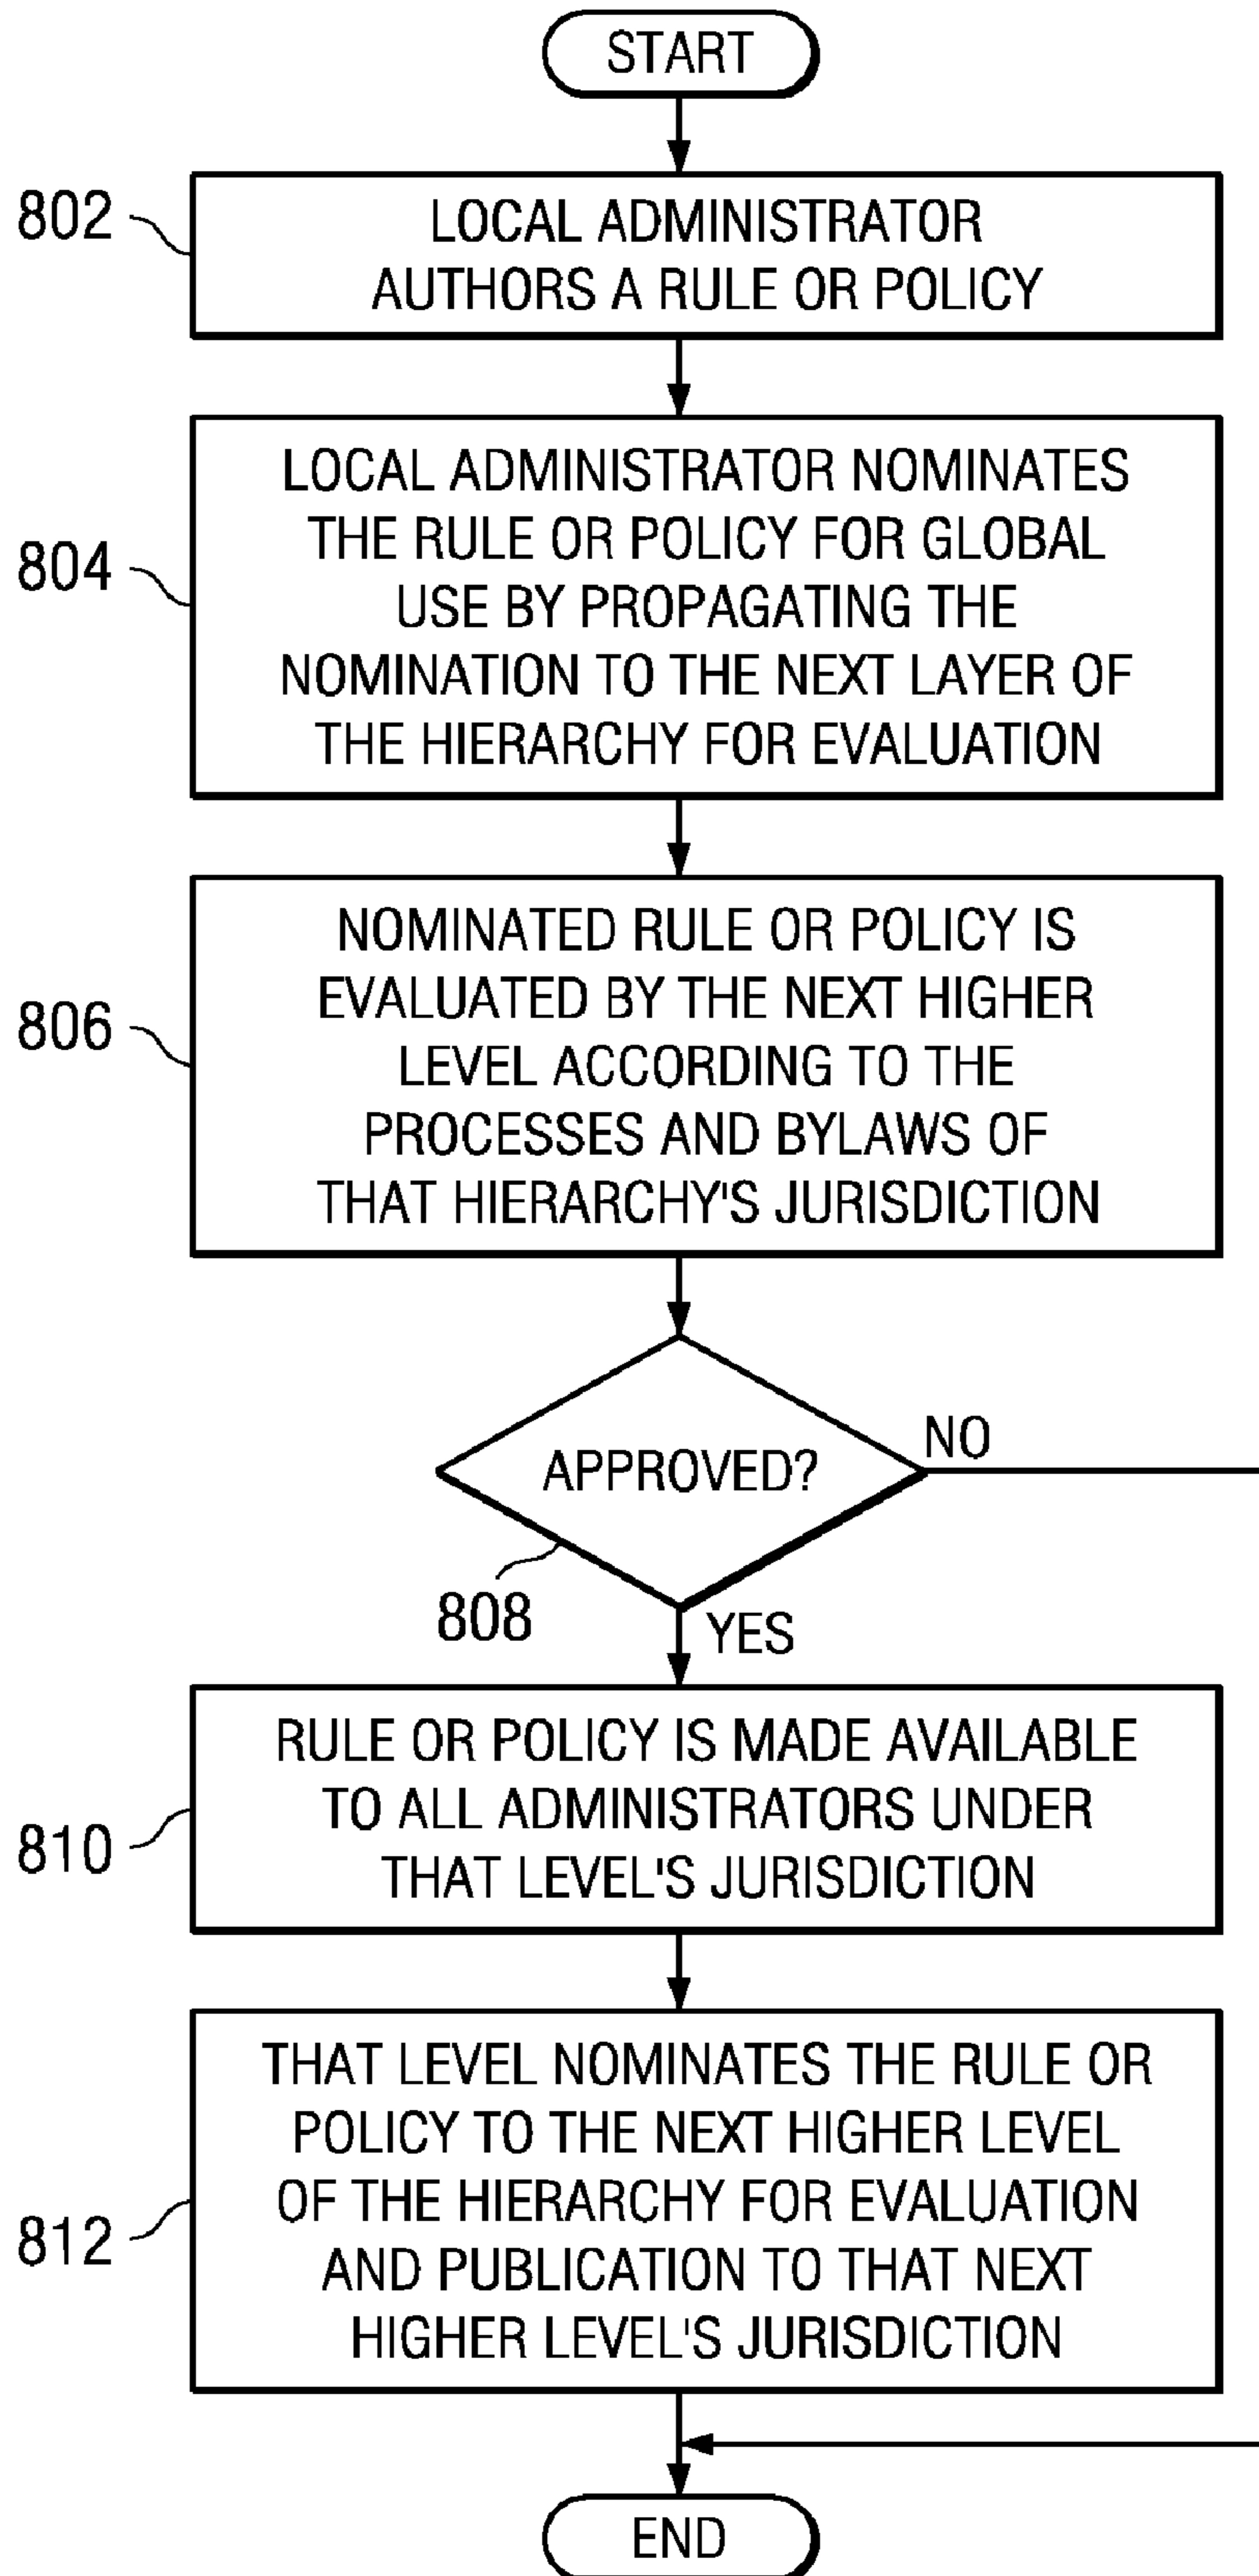 START
802
LOCAL ADMINISTRATOR
AUTHORS A RULE OR POLICY
804
LOCAL ADMINISTRATOR NOMINATES
THE RULE OR POLICY FOR GLOBAL
USE BY PROPAGATING THE
NOMINATION TO THE NEXT LAYER OF
THE HIERARCHY FOR EVALUATION
806
NOMINATED RULE OR POLICY IS
EVALUATED BY THE NEXT HIGHER
LEVEL ACCORDING TO THE
PROCESSES AND BYLAWS OF
THAT HIERARCHY'S JURISDICTION
APPROVED?
NO
808
YES
810
RULE OR POLICY IS MADE AVAILABLE
TO ALL ADMINISTRATORS UNDER
THAT LEVEL'S JURISDICTION
812
THAT LEVEL NOMINATES THE RULE OR
POLICY TO THE NEXT HIGHER LEVEL
OF THE HIERARCHY FOR EVALUATION
AND PUBLICATION TO THAT NEXT
HIGHER LEVEL'S JURISDICTION
END